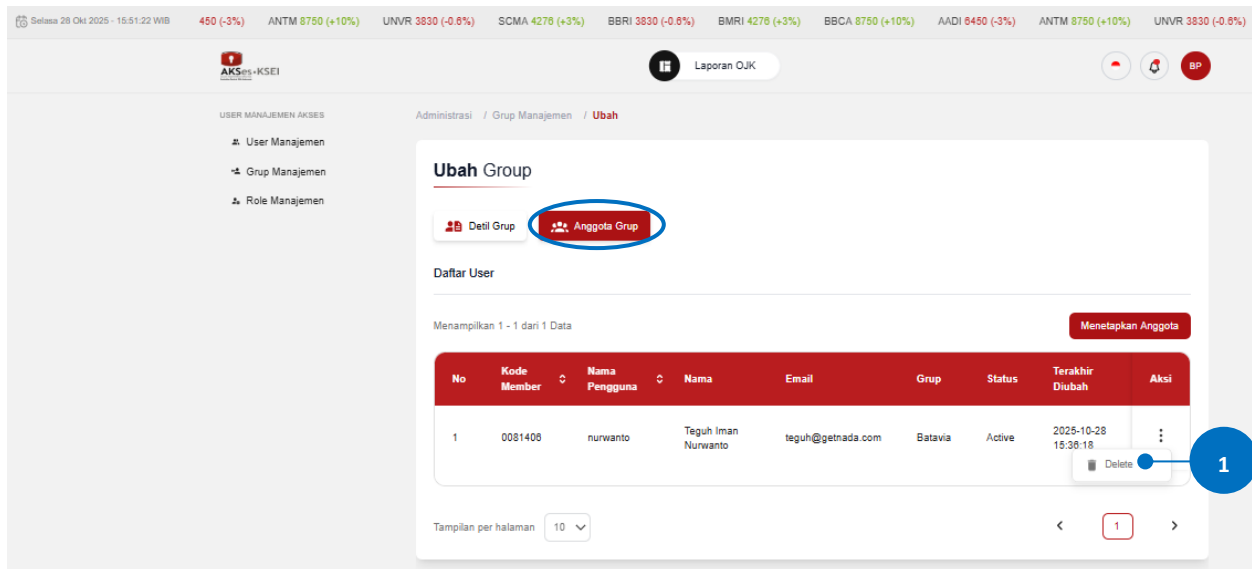 Selasa 28 Okt 2025 - 15:51:22 WIB 450 (-3%) ANTM 8750 (+10%) UNVR 3830 (-0.6%) SCMA 4276 (+3%) BBRI 3830 (-0.6%) BMRI 4276 (+3%) BBCA 8750 (+10%) AADI 6450 (-3%) ANTM 8750 (+10%) UNVR 3830 (-0.6%)
AKSes-KSEI
Laporan OJK
BP
USER MANAJEMEN AKSES
Administrasi / Grup Manajemen / Ubah
User Manajemen
Grup Manajemen
Role Manajemen
Ubah Group
Detil Grup
Anggota Grup
Daftar User
Menampilkan 1 - 1 dari 1 Data
Menetapkan Anggota
No Kode Member Nama Pengguna Nama Email Grup Status Terakhir Diubah Aksi
1 0081406 nurwanto Teguh Iman Nurwanto teguh@getnada.com Batavia Active 2025-10-28 15:36:18
Delete
1
Tampilan per halaman 10
1